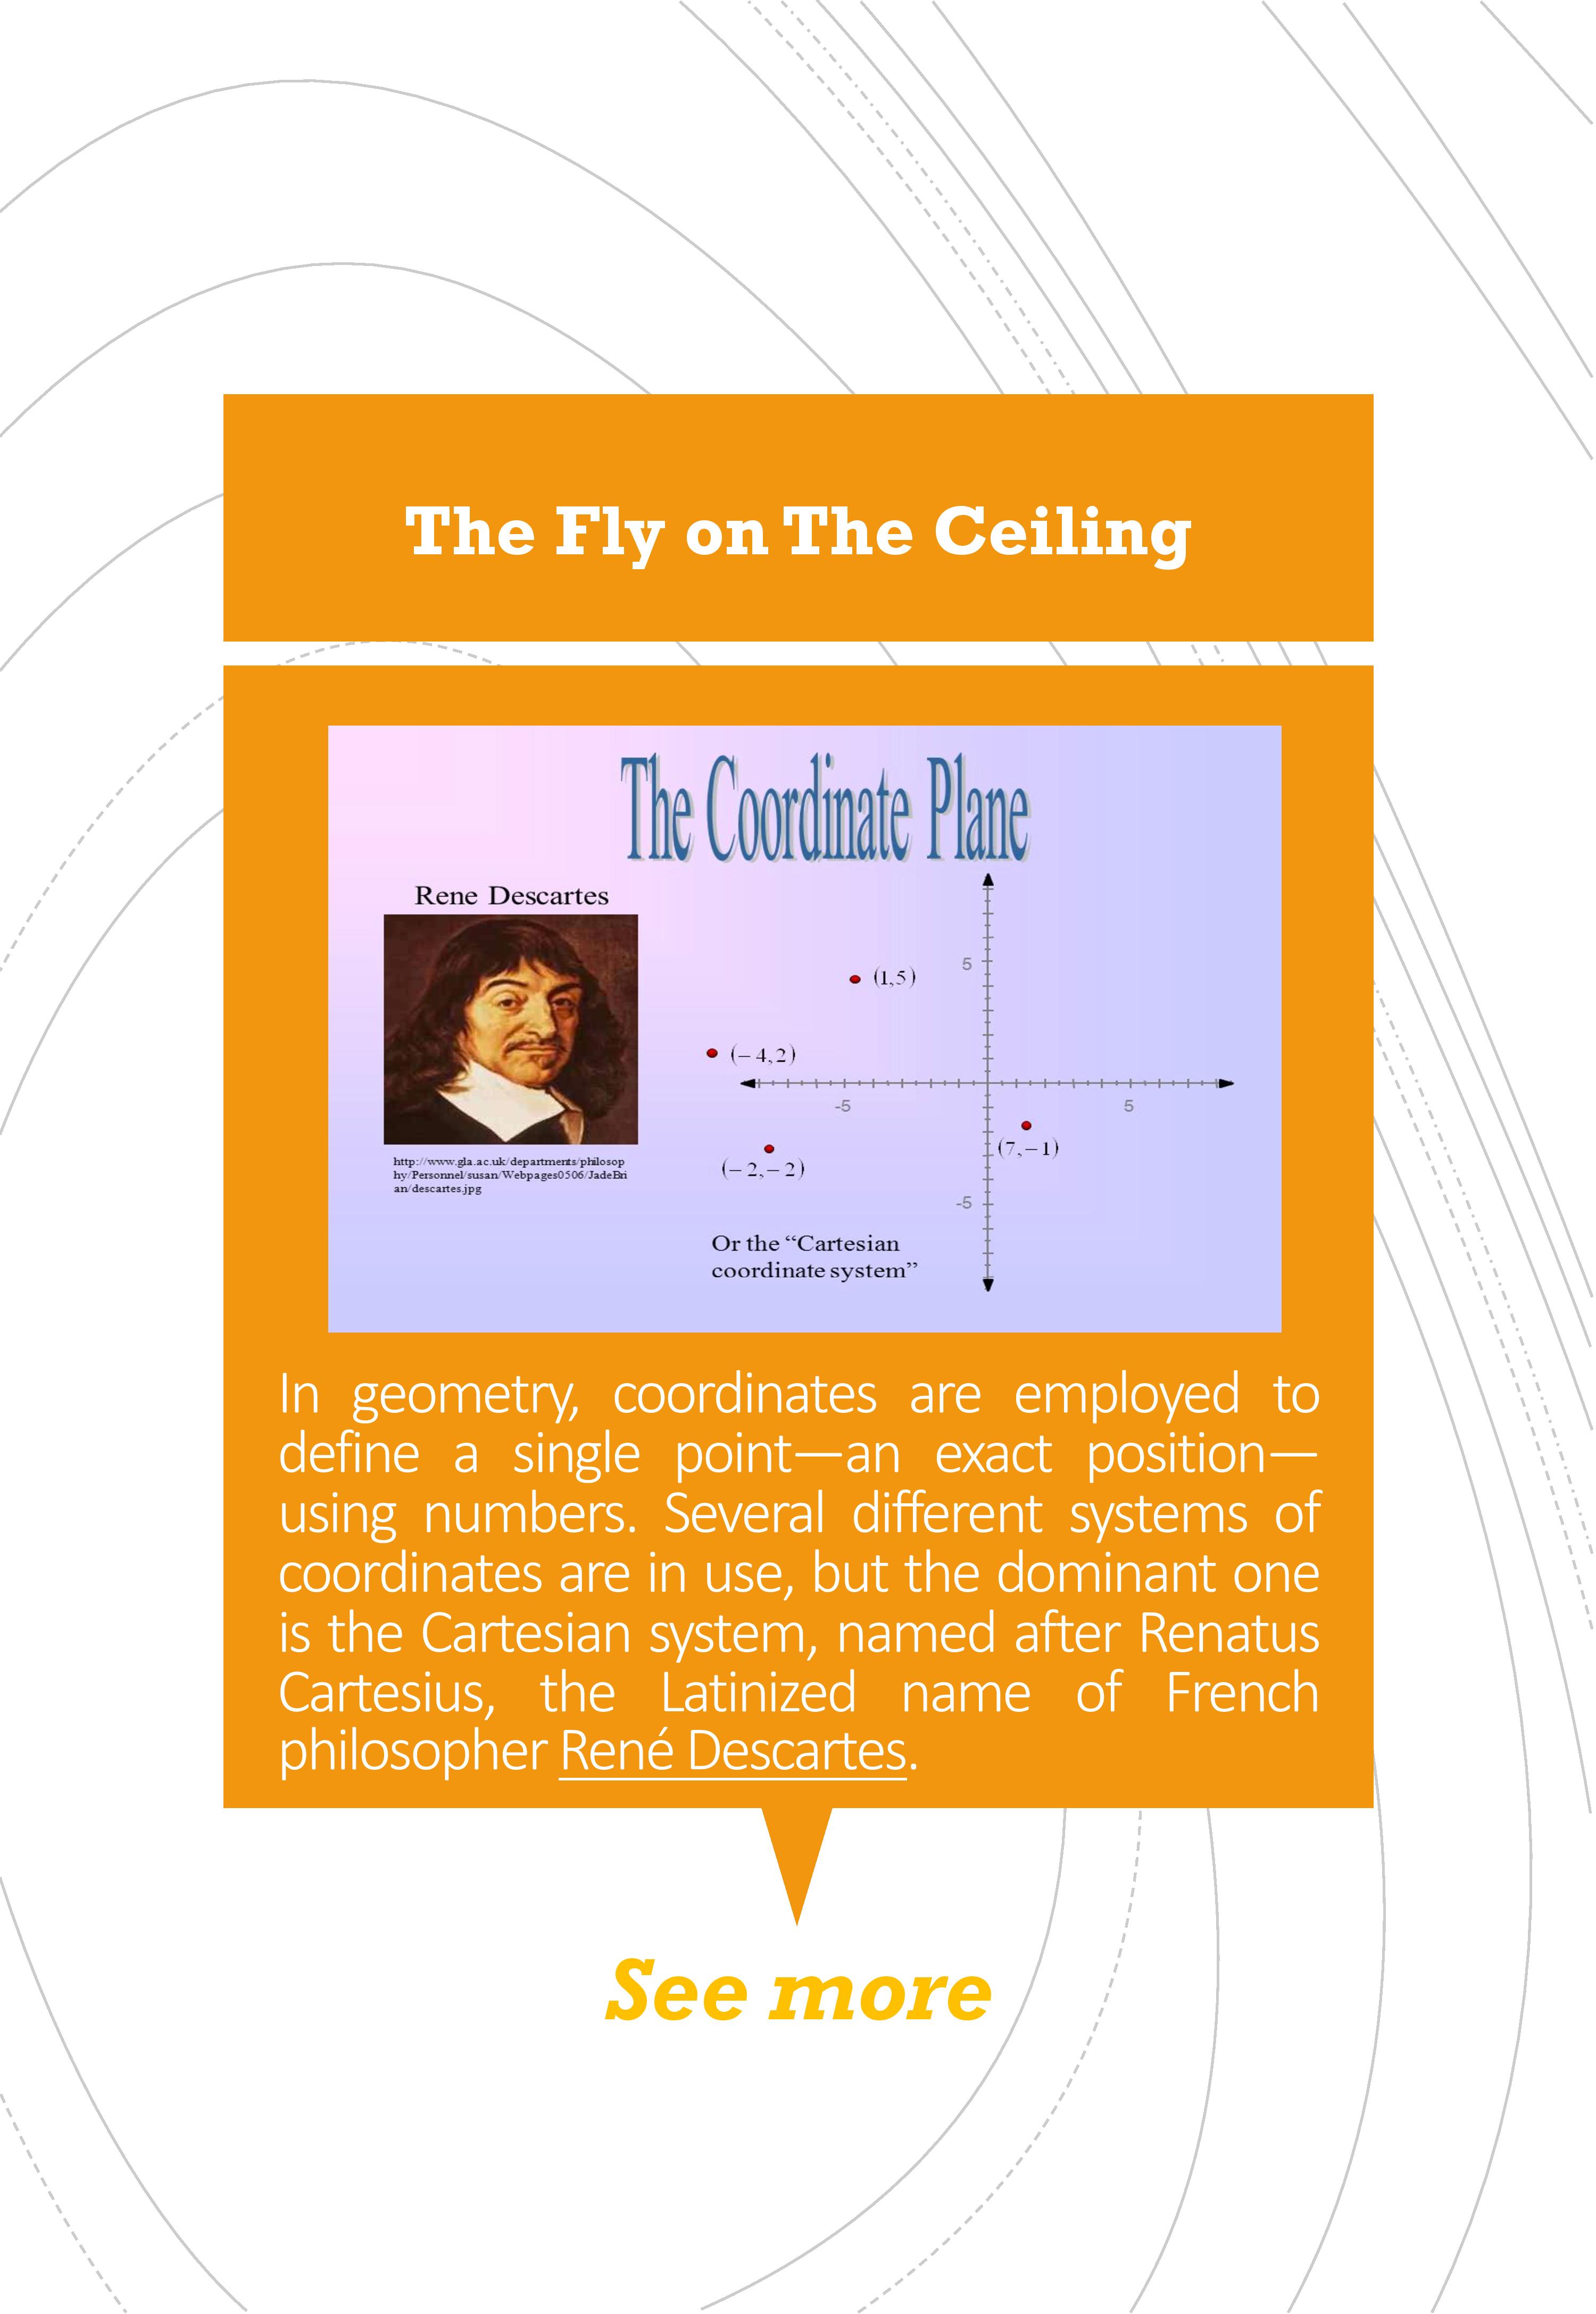 The Fly on The Ceiling
The Coordinate Plane
Rene Descartes
5
(1,5)
(−4,2)
-5
5
(7,−1)
(−2,−2)
http://www.gla.ac.uk/departments/philosop
hy/Personnel/susan/Webpages0506/JadeBri
an/descartes.jpg
-5
Or the “Cartesian
coordinate system”
In geometry, coordinates are employed to
define a single point—an exact position—
using numbers. Several different systems of
coordinates are in use, but the dominant one
is the Cartesian system, named after Renatus
Cartesius, the Latinized name of French
philosopher René Descartes.
See more